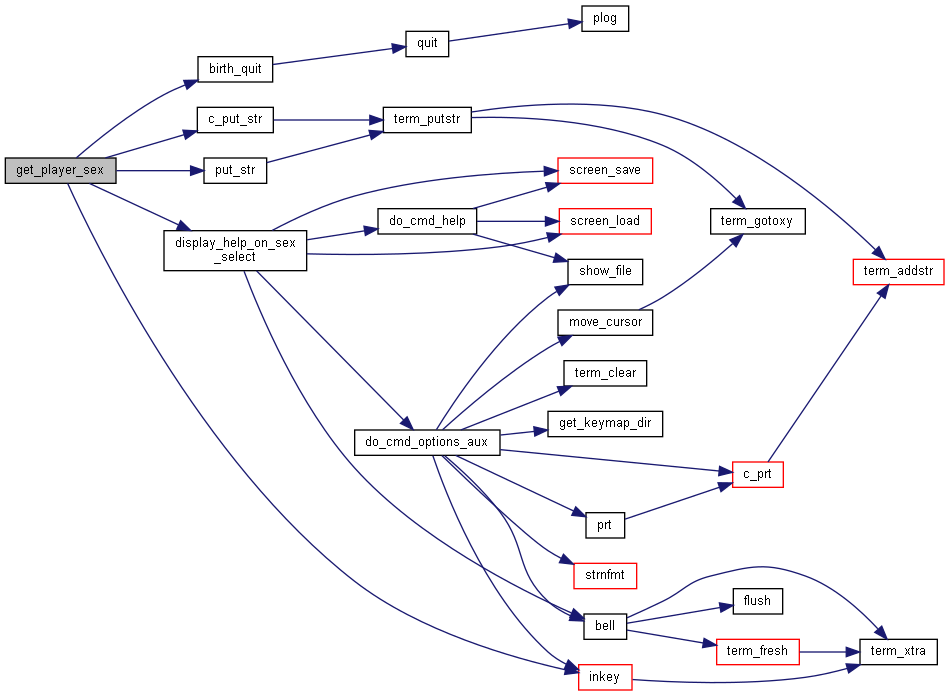 plog
quit
birth_quit
c_put_str
term_putstr
get_player_sex
put_str
screen_save
do_cmd_help
screen_load
term_gotoxy
display_help_on_sex
_select
show_file
term_addstr
move_cursor
term_clear
get_keymap_dir
do_cmd_options_aux
c_prt
prt
strnfmt
flush
bell
term_fresh
term_xtra
inkey